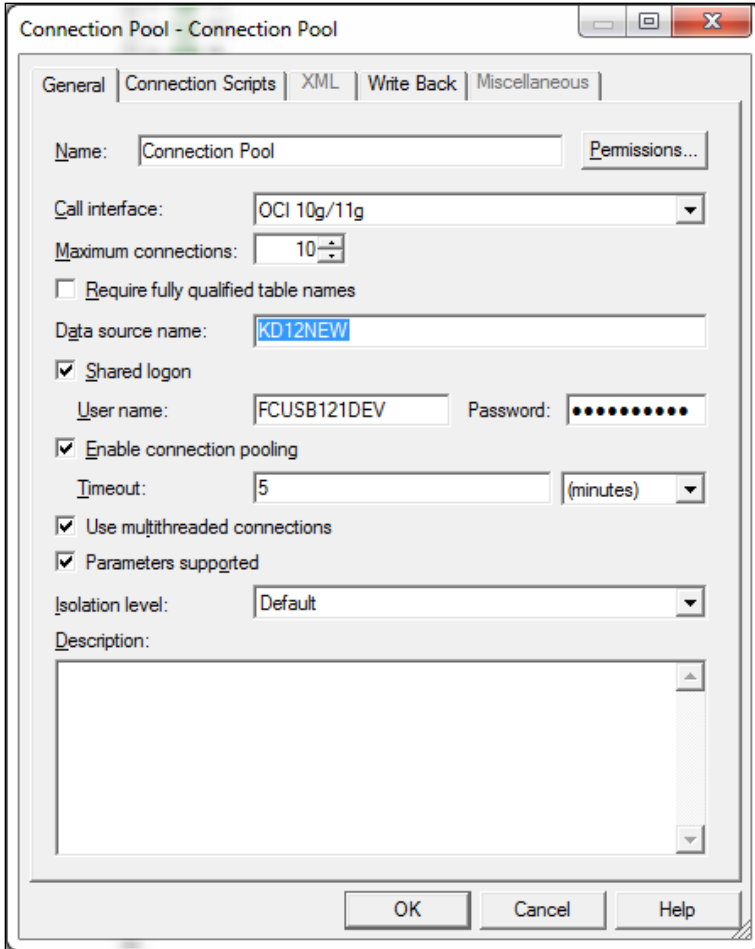 Connection Pool - Connection Pool
General Connection Scripts XML Write Back Miscellaneous
Name: Connection Pool Permissions...
Call interface: OCI 10g/11g
Maximum connections: 10
Require fully qualified table names
Data source name: KD12NEW
Shared logon
User name: FCUSB121DEV Password: ●●●●●●●●●●
Enable connection pooling
Timeout: 5 (minutes)
Use multithreaded connections
Parameters supported
Isolation level: Default
Description:
OK Cancel Help